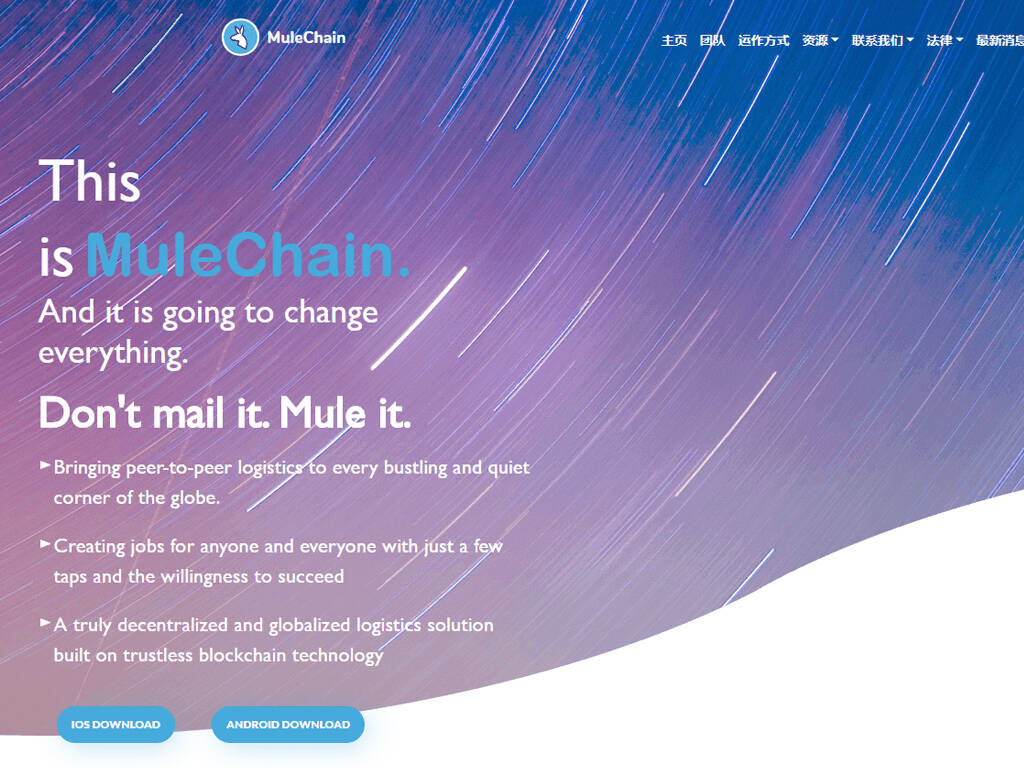 MuleChain
主页 团队 运作方式 资源 联系我们 法律 最新消息
This
is MuleChain.
And it is going to change
everything.
Don't mail it. Mule it.
Bringing peer-to-peer logistics to every bustling and quiet
corner of the globe.
Creating jobs for anyone and everyone with just a few
taps and the willingness to succeed
A truly decentralized and globalized logistics solution
built on trustless blockchain technology
IOS DOWNLOAD ANDROID DOWNLOAD